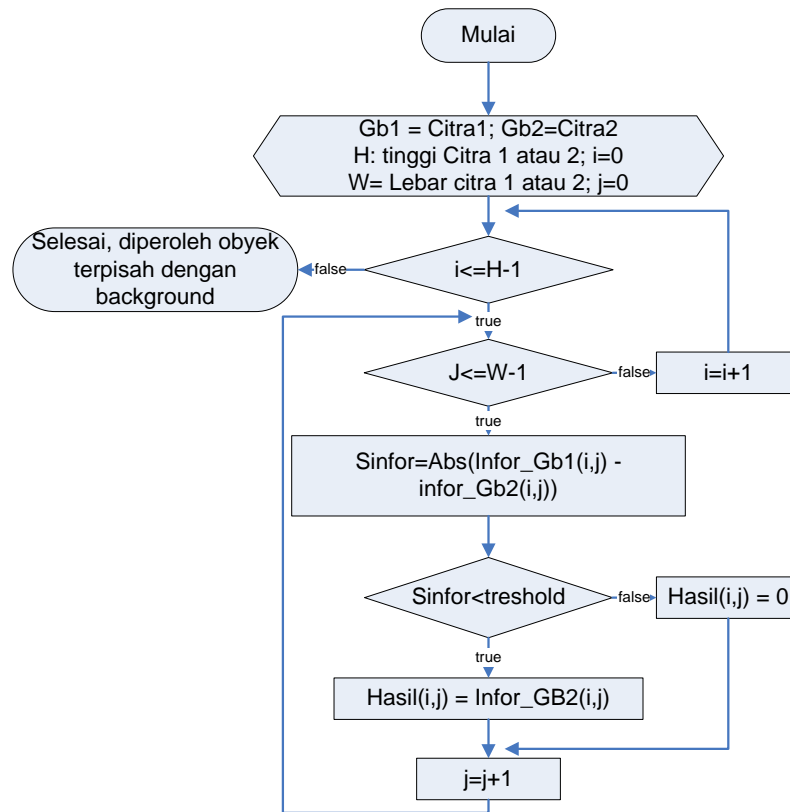 Mulai
Gb1 = Citra1; Gb2=Citra2
H: tinggi Citra 1 atau 2; i=0
W= Lebar citra 1 atau 2; j=0
Selesai, diperoleh obyek
terpisah dengan
background
false
i<=H-1
true
J<=W-1
false
i=i+1
true
Sinfor=Abs(Infor_Gb1(i,j) -
infor_Gb2(i,j))
Sinfor<treshold
false
Hasil(i,j) = 0
true
Hasil(i,j) = Infor_GB2(i,j)
j=j+1